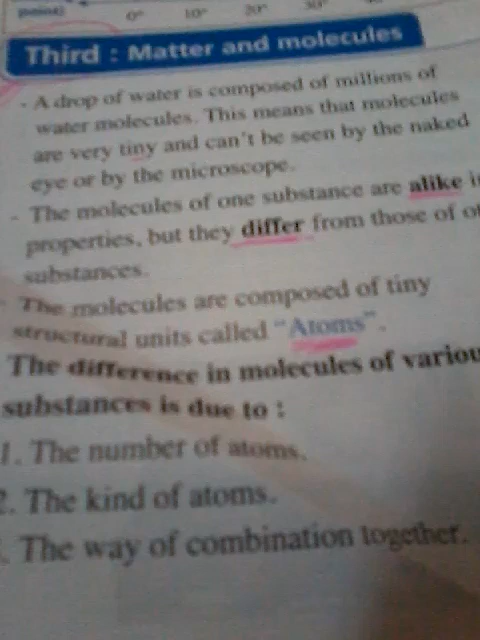 point)
0° 10° 20° 30°
Third : Matter and molecules
- A drop of water is composed of millions of
water molecules. This means that molecules
are very tiny and can't be seen by the naked
eye or by the microscope.
- The molecules of one substance are alike i
properties, but they differ from those of o
substances.
- The molecules are composed of tiny
structural units called "Atoms".
The difference in molecules of variou
substances is due to :
1. The number of atoms.
2. The kind of atoms.
. The way of combination together.